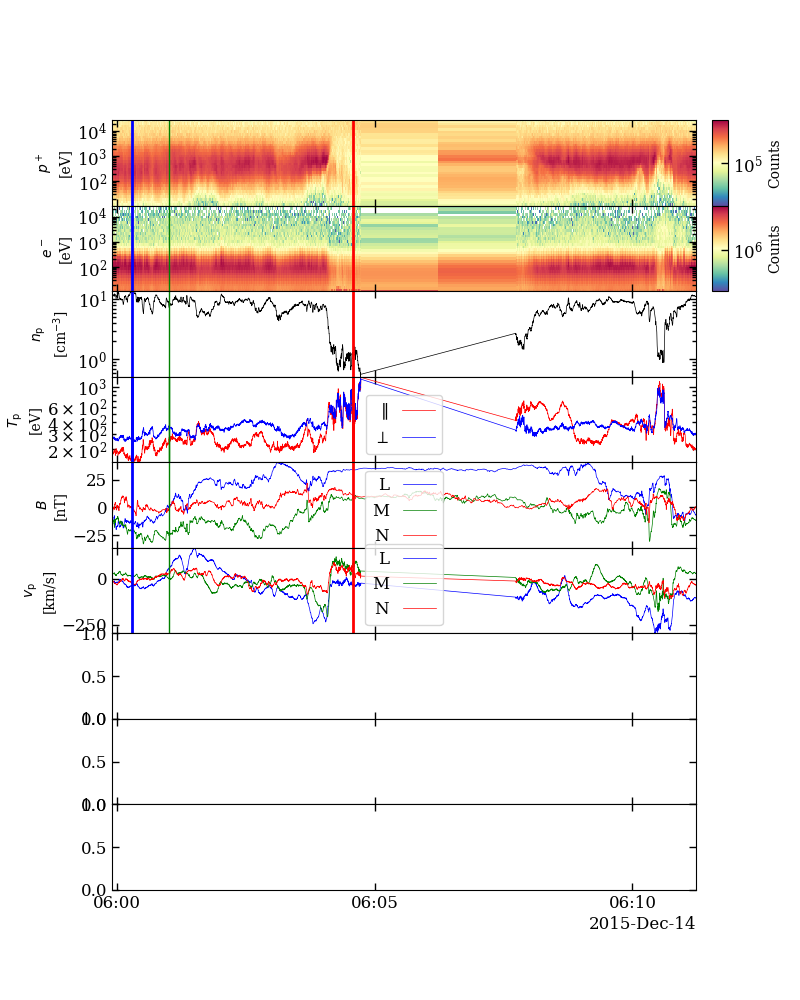 10⁴
10³
10²
p⁺
[eV]
10⁵
Counts
10⁴
10³
10²
e⁻
[eV]
10⁶
Counts
10¹
10⁰
nₚ
[cm⁻³]
10³
6 × 10²
4 × 10²
3 × 10²
2 × 10²
Tₚ
[eV]
∥
⊥
25
0
−25
B
[nT]
L
M
N
0
−250
vₚ
[km/s]
L
M
N
1.0
0.5
0.0
1.0
0.5
0.0
1.0
0.5
0.0
06:00
06:05
06:10
2015-Dec-14